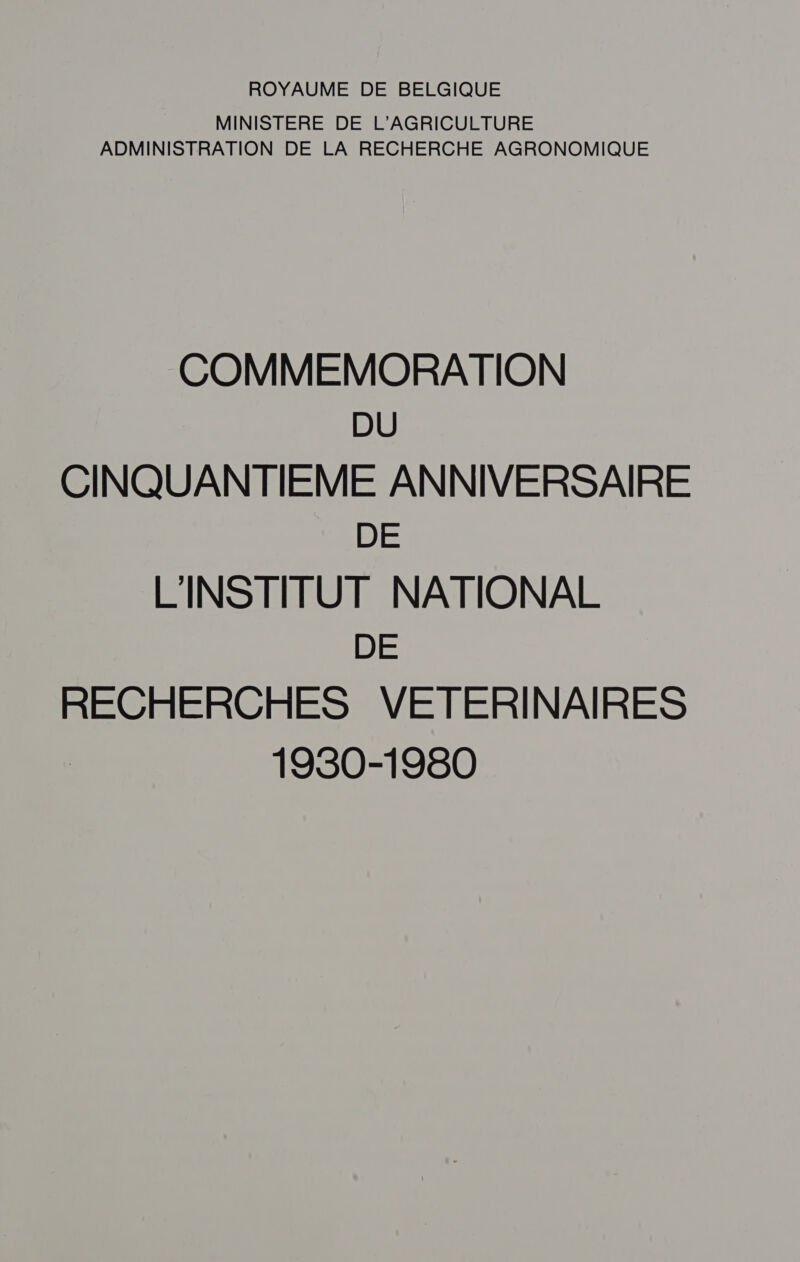 ROYAUME DE BELGIQUE
MINISTERE DE L'AGRICULTURE
ADMINISTRATION DE LA RECHERCHE AGRONOMIQUE
COMMEMORATION
DU
CINQUANTIEME ANNIVERSAIRE
DE
L'INSTITUT NATIONAL
DE
RECHERCHES VETERINAIRES
1930-1980